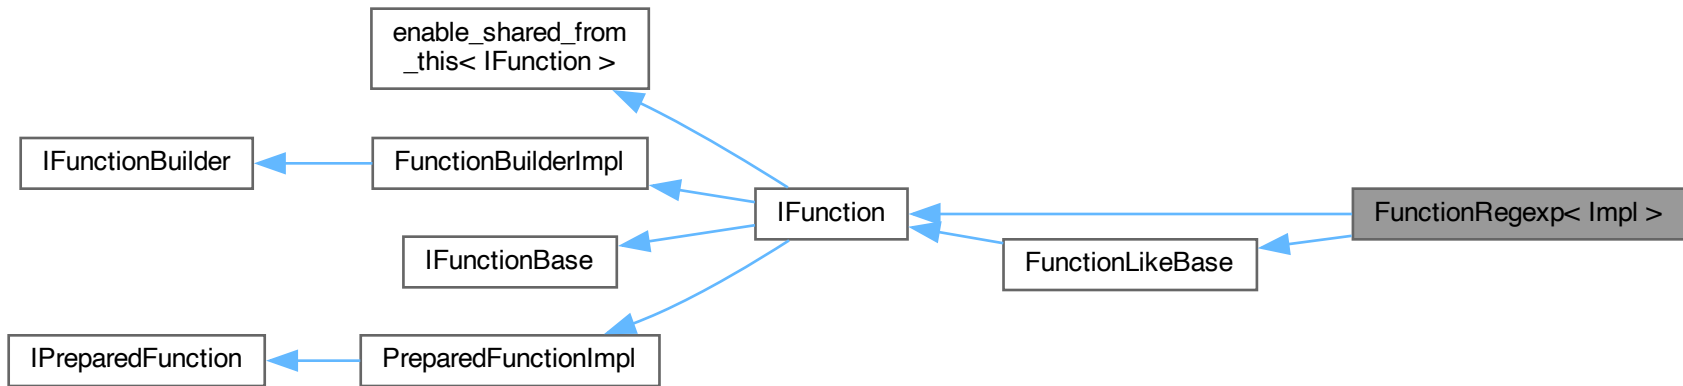 enable_shared_from
_this< IFunction >
IFunctionBuilder
FunctionBuilderImpl
IFunction
FunctionRegexp< Impl >
IFunctionBase
FunctionLikeBase
IPreparedFunction
PreparedFunctionImpl